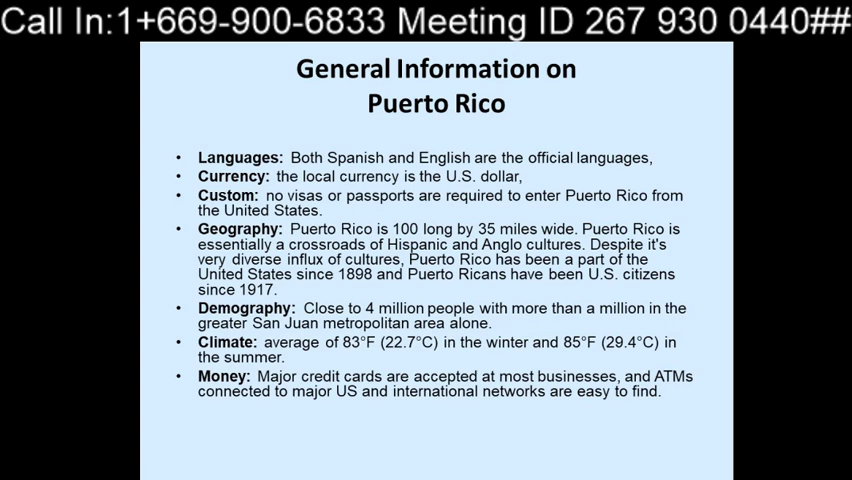 Call In:1+669-900-6833 Meeting ID 267 930 0440##
General Information on
Puerto Rico
• Languages: Both Spanish and English are the official languages,
• Currency: the local currency is the U.S. dollar,
• Custom: no visas or passports are required to enter Puerto Rico from
the United States.
• Geography: Puerto Rico is 100 long by 35 miles wide. Puerto Rico is
essentially a crossroads of Hispanic and Anglo cultures. Despite it's
very diverse influx of cultures, Puerto Rico has been a part of the
United States since 1898 and Puerto Ricans have been U.S. citizens
since 1917.
• Demography: Close to 4 million people with more than a million in the
greater San Juan metropolitan area alone.
• Climate: average of 83°F (22.7°C) in the winter and 85°F (29.4°C) in
the summer.
• Money: Major credit cards are accepted at most businesses, and ATMs
connected to major US and international networks are easy to find.